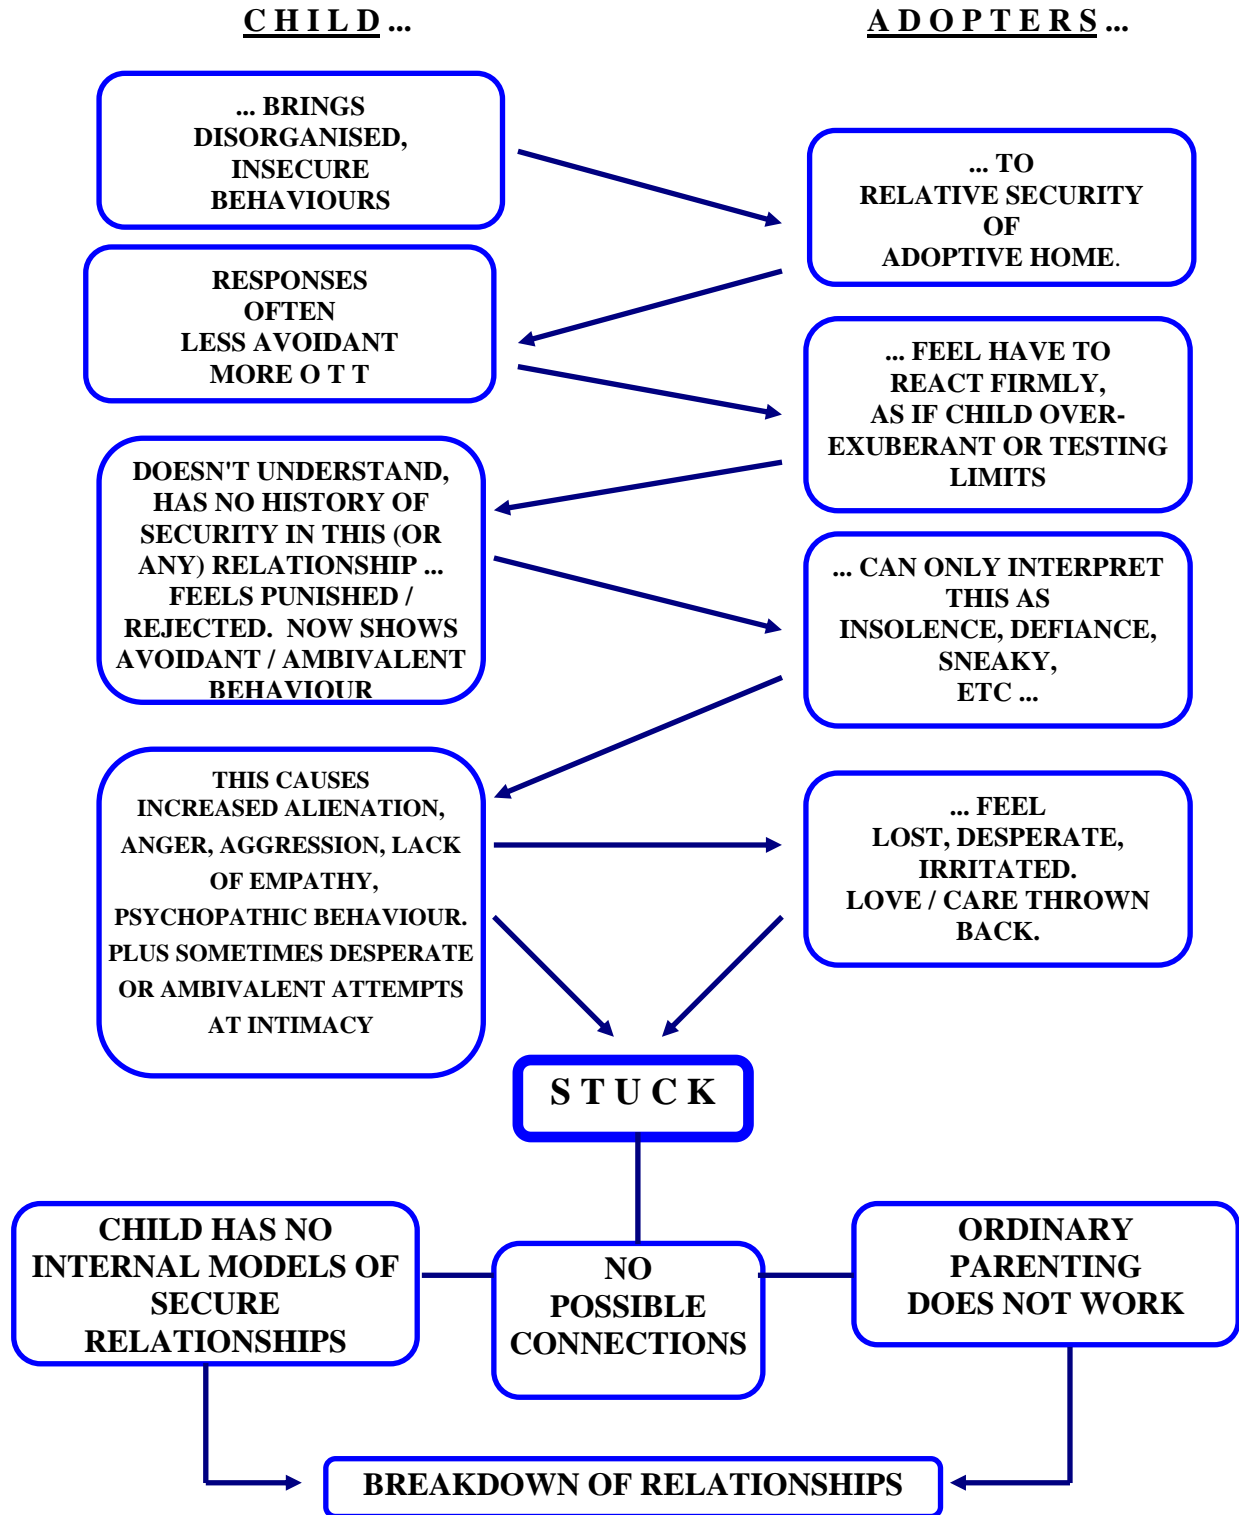 C H I L D ...
A D O P T E R S ...
... BRINGS
DISORGANISED,
INSECURE
BEHAVIOURS
... TO
RELATIVE SECURITY
OF
ADOPTIVE HOME.
RESPONSES
OFTEN
LESS AVOIDANT
MORE O T T
... FEEL HAVE TO
REACT FIRMLY,
AS IF CHILD OVER-
EXUBERANT OR TESTING
LIMITS
DOESN'T UNDERSTAND,
HAS NO HISTORY OF
SECURITY IN THIS (OR
ANY) RELATIONSHIP ...
FEELS PUNISHED /
REJECTED. NOW SHOWS
AVOIDANT / AMBIVALENT
BEHAVIOUR
... CAN ONLY INTERPRET
THIS AS
INSOLENCE, DEFIANCE,
SNEAKY,
ETC ...
THIS CAUSES
INCREASED ALIENATION,
ANGER, AGGRESSION, LACK
OF EMPATHY,
PSYCHOPATHIC BEHAVIOUR.
PLUS SOMETIMES DESPERATE
OR AMBIVALENT ATTEMPTS
AT INTIMACY
... FEEL
LOST, DESPERATE,
IRRITATED.
LOVE / CARE THROWN
BACK.
S T U C K
CHILD HAS NO
INTERNAL MODELS OF
SECURE
RELATIONSHIPS
NO
POSSIBLE
CONNECTIONS
ORDINARY
PARENTING
DOES NOT WORK
BREAKDOWN OF RELATIONSHIPS